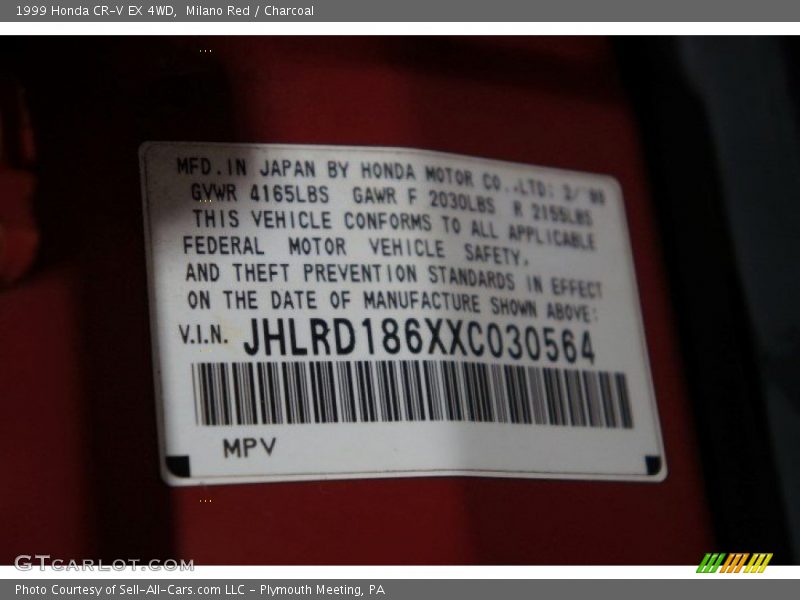 1999 Honda CR-V EX 4WD,  Milano Red / Charcoal
MFD. IN JAPAN BY HONDA MOTOR CO.,LTD:
GVWR 4165LBS GAWR F 2030LBS R 2155LBS
THIS VEHICLE CONFORMS TO ALL APPLICABLE
FEDERAL MOTOR VEHICLE SAFETY,
AND THEFT PREVENTION STANDARDS IN EFFECT
ON THE DATE OF MANUFACTURE SHOWN ABOVE:
V.I.N. JHLRD186XXC030564
MPV
GTCARLOT.COM
Photo Courtesy of Sell-All-Cars.com LLC - Plymouth Meeting, PA